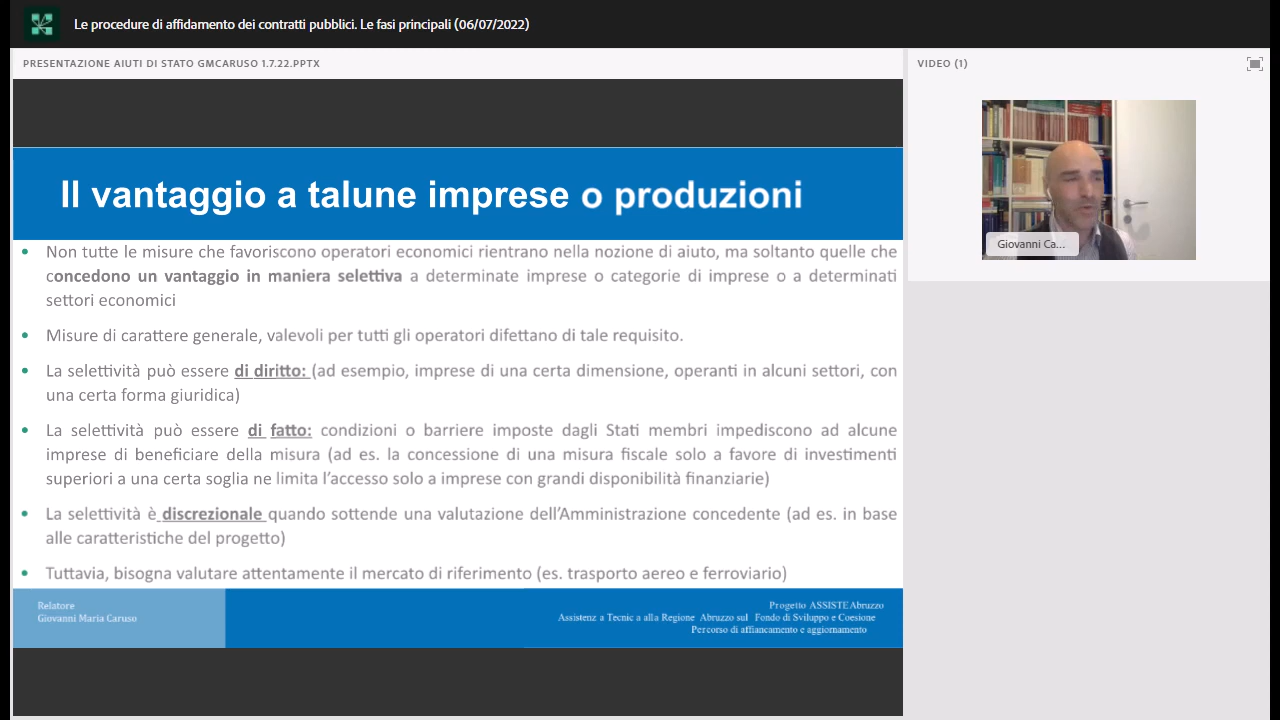 Le procedure di affidamento dei contratti pubblici. Le fasi principali (06/07/2022)
PRESENTAZIONE AIUTI DI STATO GMCARUSO 1.7.22.PPTX
VIDEO (1)
Giovanni Ca...
Il vantaggio a talune imprese o produzioni
• Non tutte le misure che favoriscono operatori economici rientrano nella nozione di aiuto, ma soltanto quelle che
concedono un vantaggio in maniera selettiva a determinate imprese o categorie di imprese o a determinati
settori economici
• Misure di carattere generale, valevoli per tutti gli operatori difettano di tale requisito.
• La selettività può essere di diritto: (ad esempio, imprese di una certa dimensione, operanti in alcuni settori, con
una certa forma giuridica)
• La selettività può essere di fatto: condizioni o barriere imposte dagli Stati membri impediscono ad alcune
imprese di beneficiare della misura (ad es. la concessione di una misura fiscale solo a favore di investimenti
superiori a una certa soglia ne limita l'accesso solo a imprese con grandi disponibilità finanziarie)
• La selettività è discrezionale quando sottende una valutazione dell'Amministrazione concedente (ad es. in base
alle caratteristiche del progetto)
• Tuttavia, bisogna valutare attentamente il mercato di riferimento (es. trasporto aereo e ferroviario)
Relatore
Giovanni Maria Caruso
Progetto ASSISTEAbruzzo
Assistenz a Tecnic a alla Regione Abruzzo sul Fondo di Sviluppo e Coesione
Percorso di affiancamento e aggiornamento